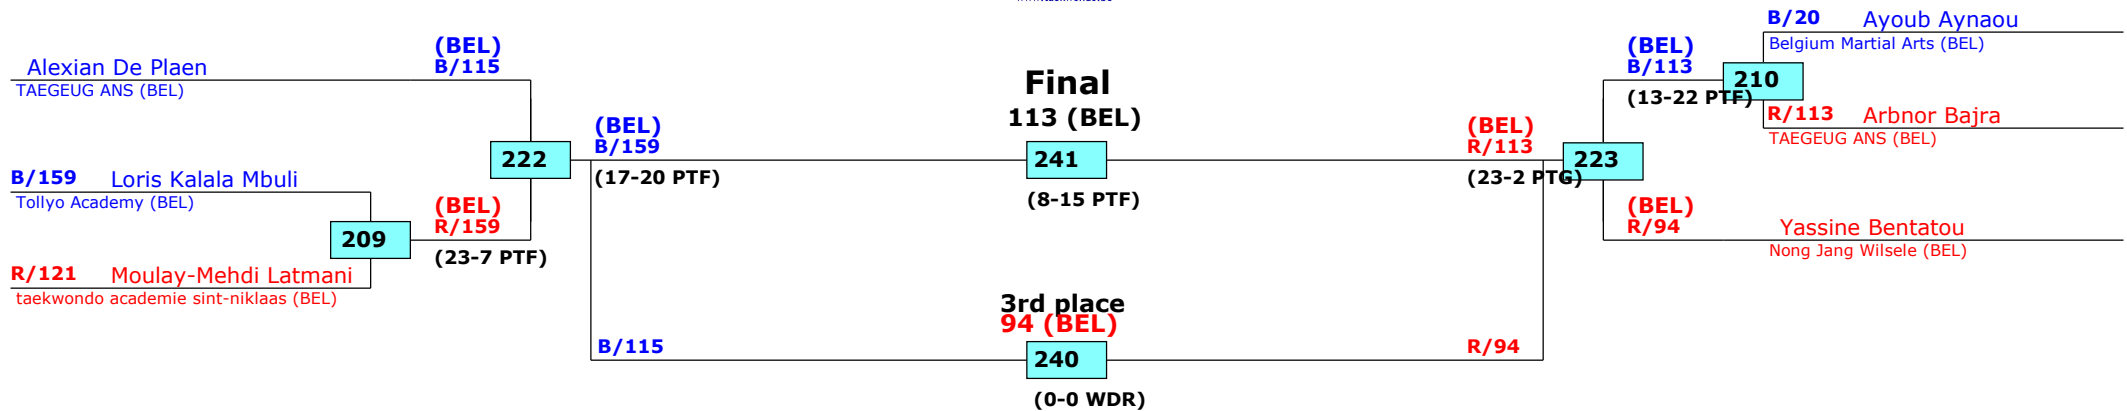 (BEL)
B/115
Alexian De Plaen
TAEGEUG ANS (BEL)
B/159 Loris Kalala Mbuli
Tollyo Academy (BEL)
209
R/121 Moulay-Mehdi Latmani
taekwondo academie sint-niklaas (BEL)
(BEL)
R/159
(23-7 PTF)
222
(BEL)
B/159
(17-20 PTF)
Final
113 (BEL)
241
(8-15 PTF)
3rd place
94 (BEL)
B/115
240
R/94
(0-0 WDR)
(BEL)
R/113
(23-2 PTG)
223
(BEL)
B/113
(13-22 PTF)
210
B/20 Ayoub Aynaou
Belgium Martial Arts (BEL)
R/113 Arbnor Bajra
TAEGEUG ANS (BEL)
(BEL)
R/94
Yassine Bentatou
Nong Jang Wilsele (BEL)